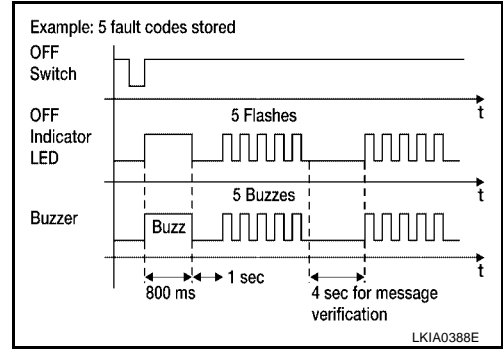 Example: 5 fault codes stored
OFF
Switch
t
OFF
Indicator
LED
5 Flashes
t
5 Buzzes
Buzzer
Buzz
t
800 ms
1 sec
4 sec for message
verification
LKIA0388E